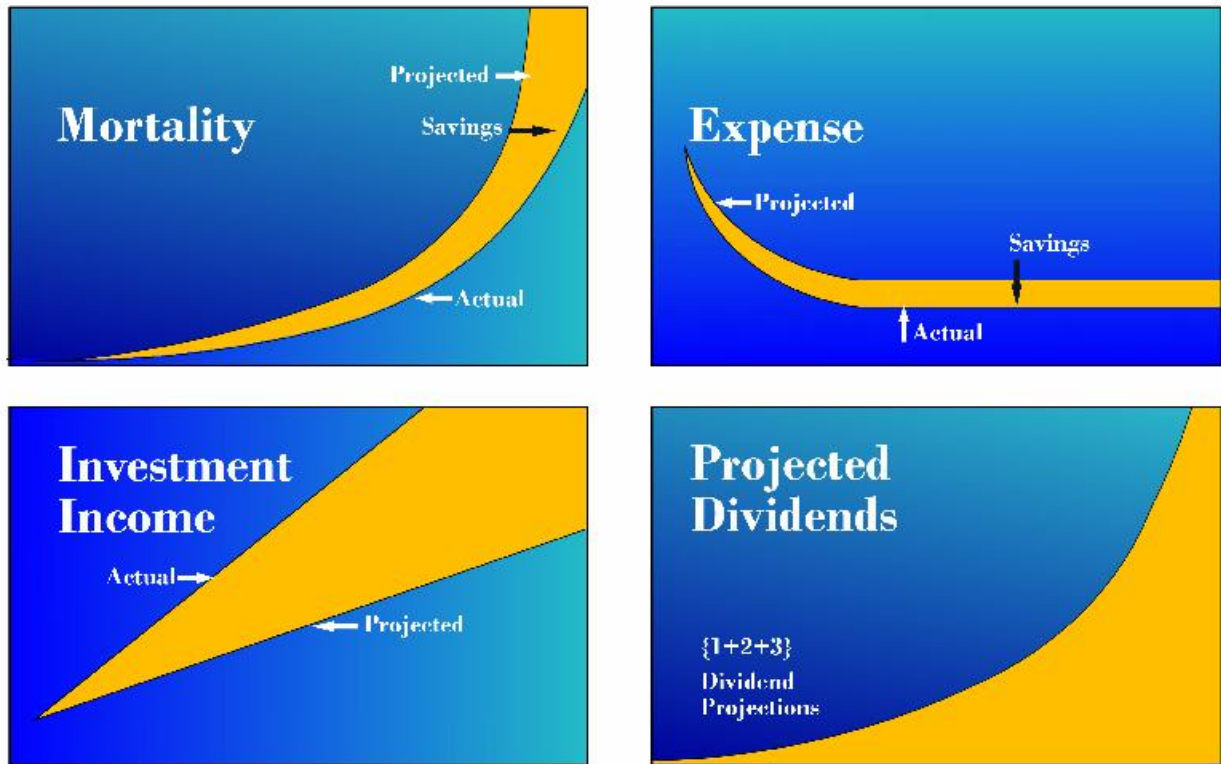 Mortality
Projected
Savings
Actual
Expense
Projected
Savings
Actual
Investment
Income
Actual
Projected
Projected
Dividends
{1+2+3}
Dividend
Projections